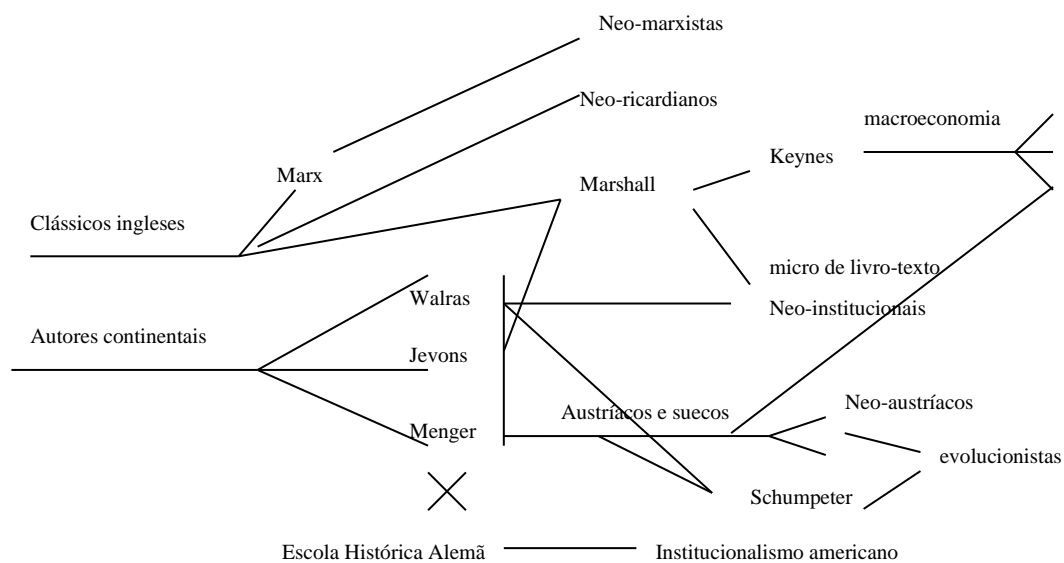 Neo-marxistas
Neo-ricardianos
macroeconomia
Keynes
Marx
Marshall
Clássicos ingleses
micro de livro-texto
Walras
Neo-institucionais
Autores continentais
Jevons
Neo-austríacos
Austríacos e suecos
Menger
evolucionistas
Schumpeter
Escola Histórica Alemã
Institucionalismo americano